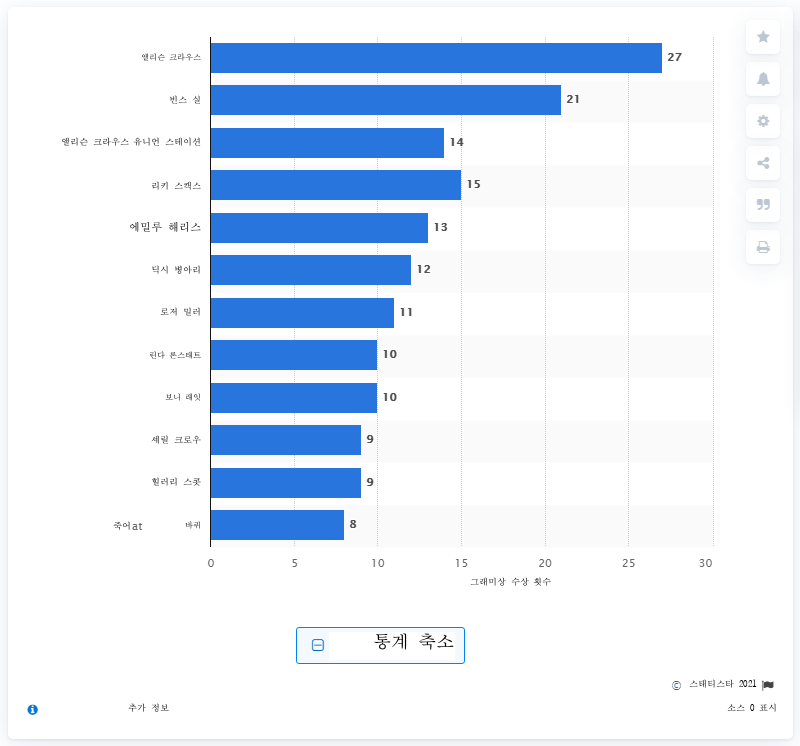 앨리슨 크라우스 27
빈스 질 21
앨리슨 크라우스 유니언 스테이션 14
리키 스캑스 15
에밀루 해리스 13
딕시 병아리 12
로저 밀러 11
린다 론스태트 10
보니 래잇 10
셰릴 크로우 9
힐러리 스콧 9
죽어at 바퀴 8
0 5 10 15 20 25 30
그래미상 수상 횟수
통계 축소
© 스태티스타 2021
추가 정보 소스 0 표시